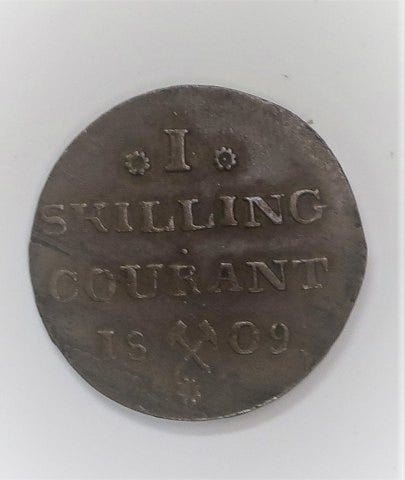 I
SKILLING
COURANT
1809